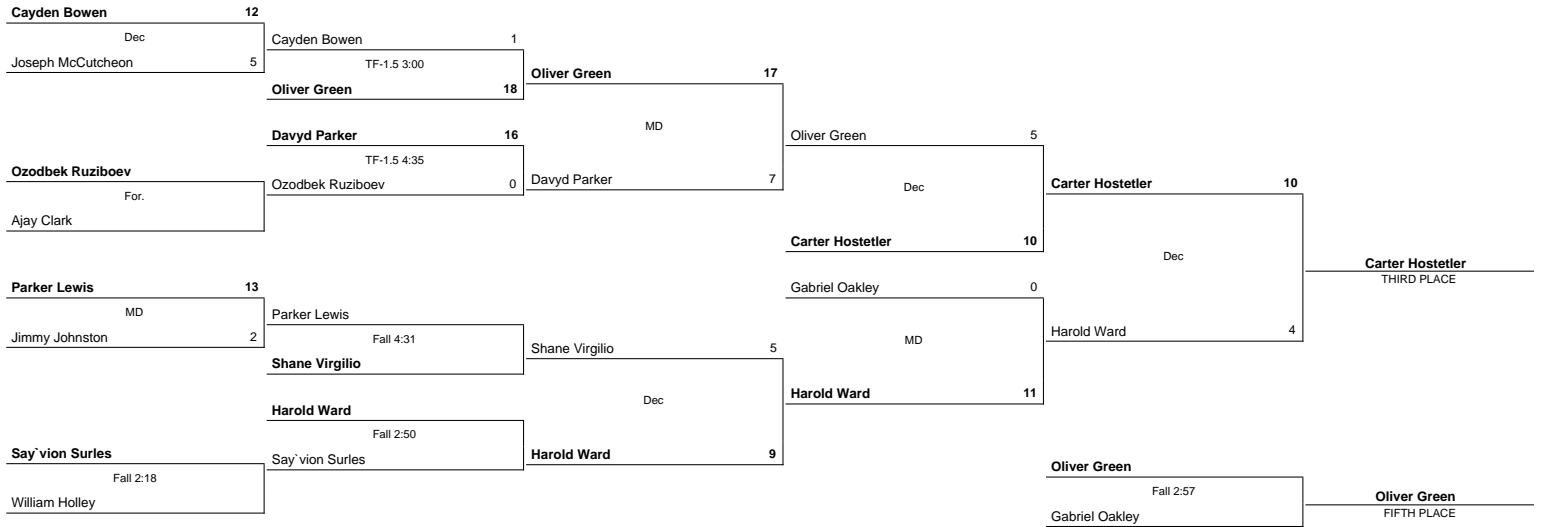 Cayden Bowen 12
Dec
Joseph McCutcheon 5
Ozodbek Ruziboev
For.
Ajay Clark
Parker Lewis 13
MD
Jimmy Johnston 2
Say`vion Surles
Fall 2:18
William Holley
Cayden Bowen 1
TF-1.5 3:00
Oliver Green 18
Davyd Parker 16
TF-1.5 4:35
Ozodbek Ruziboev 0
Parker Lewis
Fall 4:31
Shane Virgilio
Harold Ward
Fall 2:50
Say`vion Surles
Oliver Green 17
MD
Davyd Parker 7
Shane Virgilio 5
Dec
Harold Ward 9
Oliver Green 5
Dec
Carter Hostetler 10
Gabriel Oakley 0
MD
Harold Ward 11
Carter Hostetler 10
Dec
Harold Ward 4
Carter Hostetler
THIRD PLACE
Oliver Green
Fall 2:57
Gabriel Oakley
Oliver Green
FIFTH PLACE